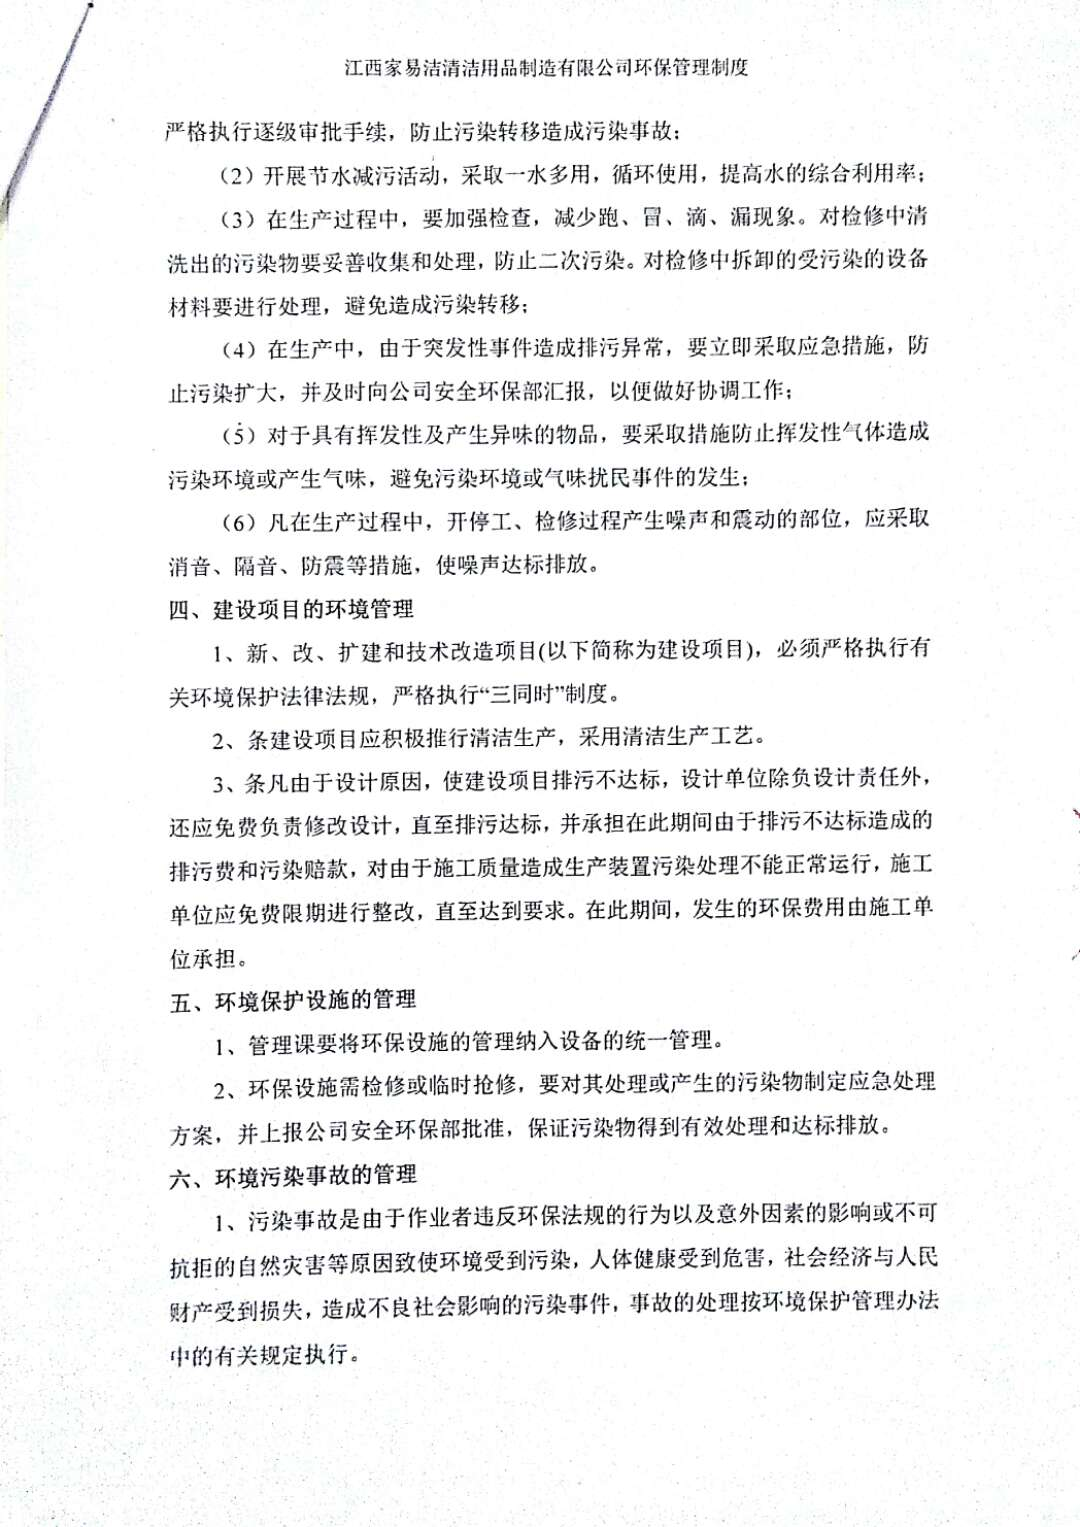 江西家易洁清洁用品制造有限公司环保管理制度
严格执行逐级审批手续，防止污染转移造成污染事故；
（2）开展节水减污活动，采取一水多用，循环使用，提高水的综合利用率；
（3）在生产过程中，要加强检查，减少跑、冒、滴、漏现象。对检修中清
洗出的污染物要妥善收集和处理，防止二次污染。对检修中拆卸的受污染的设备
材料要进行处理，避免造成污染转移；
（4）在生产中，由于突发性事件造成排污异常，要立即采取应急措施，防
止污染扩大，并及时向公司安全环保部汇报，以便做好协调工作；
（5）对于具有挥发性及产生异味的物品，要采取措施防止挥发性气体造成
污染环境或产生气味，避免污染环境或气味扰民事件的发生；
（6）凡在生产过程中，开停工、检修过程产生噪声和震动的部位，应采取
消音、隔音、防震等措施，使噪声达标排放。
四、建设项目的环境管理
1、新、改、扩建和技术改造项目(以下简称为建设项目)，必须严格执行有
关环境保护法律法规，严格执行“三同时”制度。
2、条建设项目应积极推行清洁生产，采用清洁生产工艺。
3、条凡由于设计原因，使建设项目排污不达标，设计单位除负设计责任外，
还应免费负责修改设计，直至排污达标，并承担在此期间由于排污不达标造成的
排污费和污染赔款，对由于施工质量造成生产装置污染处理不能正常运行，施工
单位应免费限期进行整改，直至达到要求。在此期间，发生的环保费用由施工单
位承担。
五、环境保护设施的管理
1、管理课要将环保设施的管理纳入设备的统一管理。
2、环保设施需检修或临时抢修，要对其处理或产生的污染物制定应急处理
方案，并上报公司安全环保部批准，保证污染物得到有效处理和达标排放。
六、环境污染事故的管理
1、污染事故是由于作业者违反环保法规的行为以及意外因素的影响或不可
抗拒的自然灾害等原因致使环境受到污染，人体健康受到危害，社会经济与人民
财产受到损失，造成不良社会影响的污染事件，事故的处理按环境保护管理办法
中的有关规定执行。